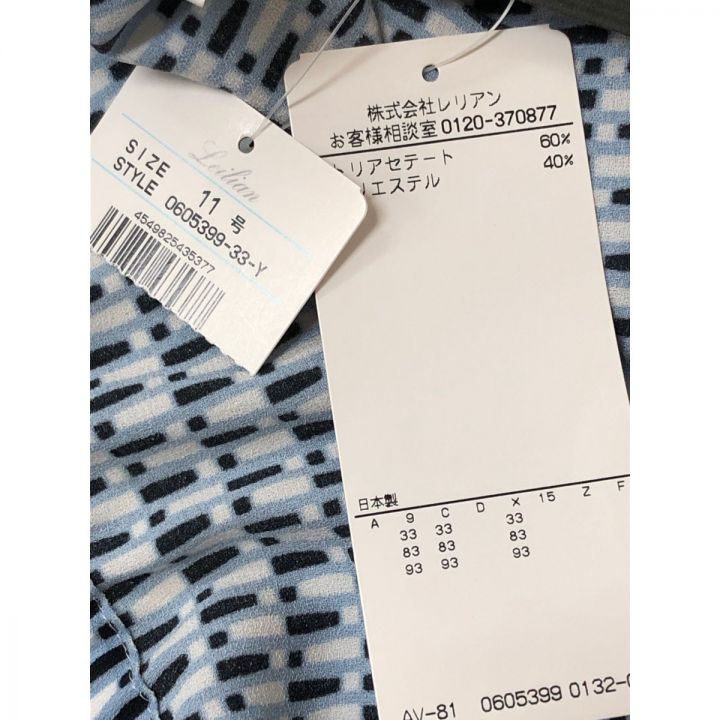 Leilian
SIZE 11 号
STYLE 0605399-33-Y
4549825435377
株式会社レリアン
お客様相談室 0120-370877
リアセテート 60%
リエステル 40%
日本製
A 9 C D X 15 Z F
33 33 33
83 83 83
93 93 93
AV-81 0605399 0132-0